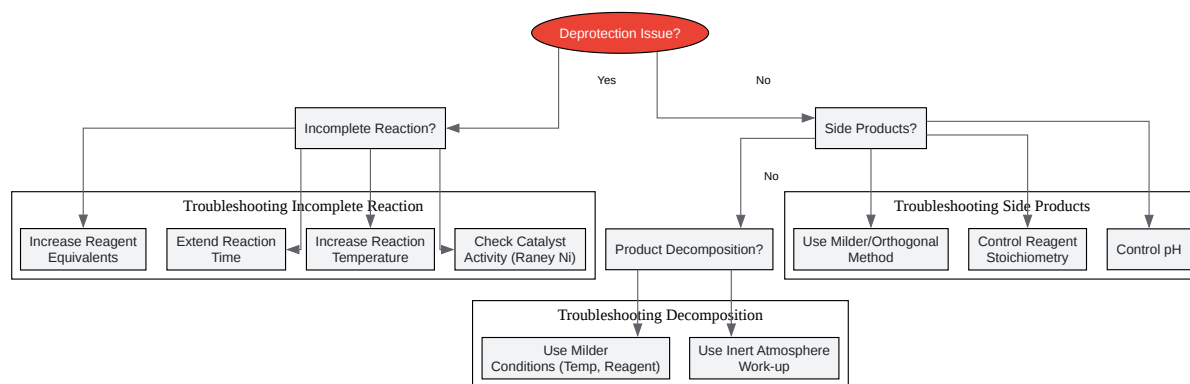 Deprotection Issue?
Yes
No
Incomplete Reaction?
Side Products?
No
Troubleshooting Incomplete Reaction
Troubleshooting Side Products
Increase Reagent
Equivalents
Extend Reaction
Time
Increase Reaction
Temperature
Check Catalyst
Activity (Raney Ni)
Product Decomposition?
Use Milder/Orthogonal
Method
Control Reagent
Stoichiometry
Control pH
Troubleshooting Decomposition
Use Milder
Conditions (Temp, Reagent)
Use Inert Atmosphere
Work-up